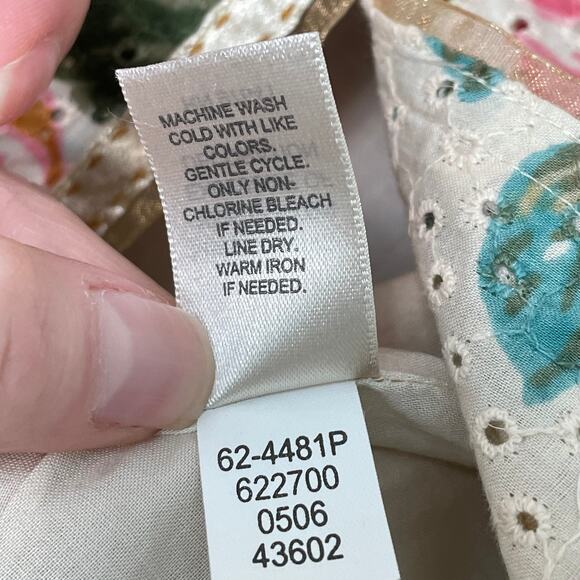 MACHINE WASH
COLD WITH LIKE
COLORS.
GENTLE CYCLE.
ONLY NON-
CHLORINE BLEACH
IF NEEDED.
LINE DRY.
WARM IRON
IF NEEDED.
62-4481P
622700
0506
43602